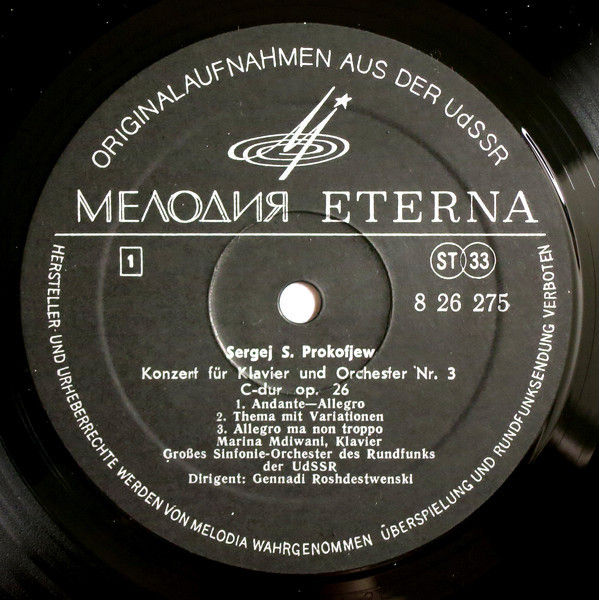 ORIGINALAUFNAHMEN AUS DER UdSSR
МЕЛОДИЯ ETERNA
1
ST 33
8 26 275
Sergej S. Prokofjew
Konzert für Klavier und Orchester Nr. 3
C-dur op. 26
1. Andante—Allegro
2. Thema mit Variationen
3. Allegro ma non troppo
Marina Mdiwani, Klavier
Großes Sinfonie-Orchester des Rundfunks
der UdSSR
Dirigent: Gennadi Roshdestwenski
HERSTELLER- UND URHEBERRECHTE WERDEN VON MELODIA WAHRGENOMMEN ÜBERSPIELUNG UND RUNDFUNKSENDUNG VERBOTEN